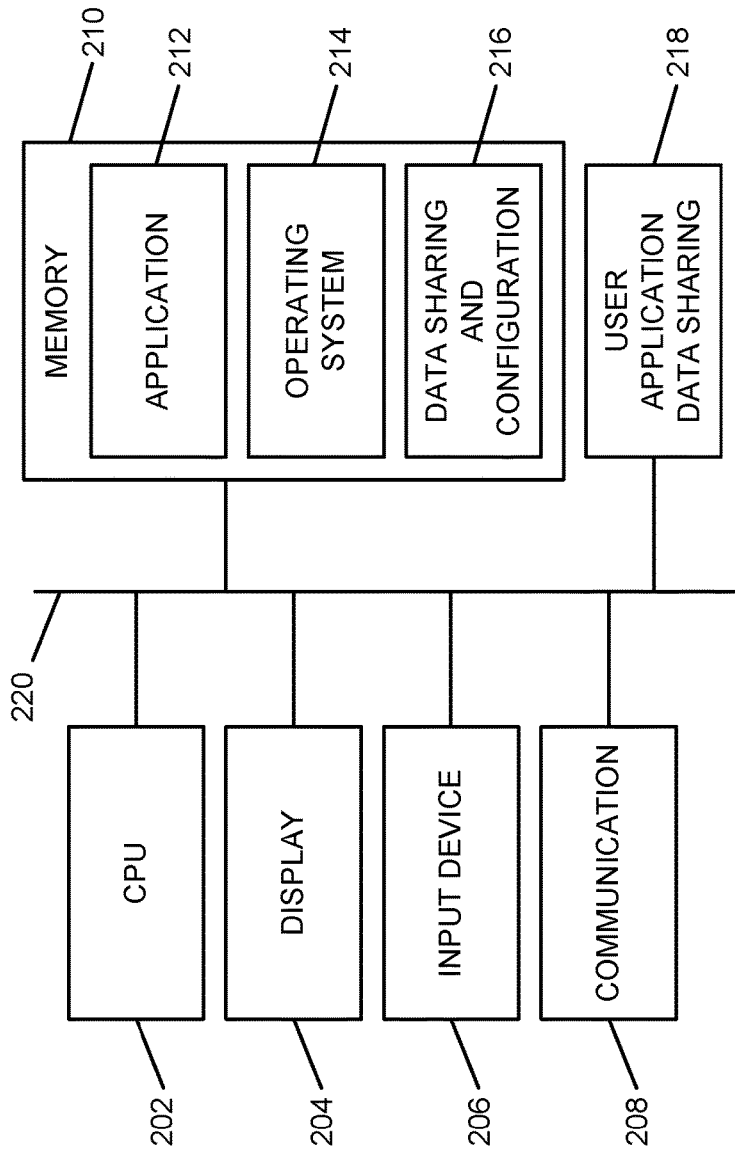 210
MEMORY
212
APPLICATION
214
OPERATING
SYSTEM
216
DATA SHARING
AND
CONFIGURATION
218
USER
APPLICATION
DATA SHARING
220
CPU
202
DISPLAY
204
INPUT DEVICE
206
COMMUNICATION
208